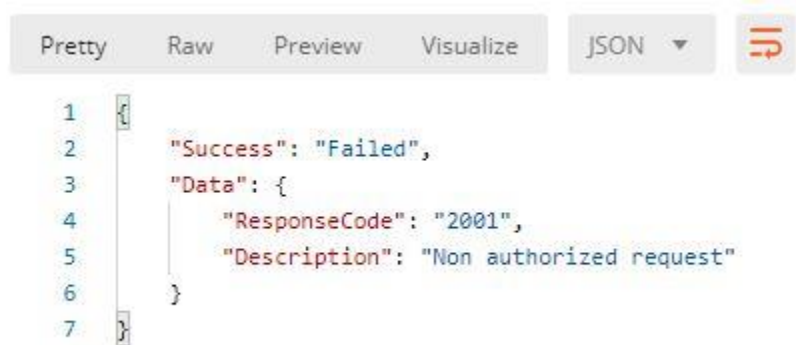 Pretty Raw Preview Visualize JSON
1 {
2 "Success": "Failed",
3 "Data": {
4 "ResponseCode": "2001",
5 "Description": "Non authorized request"
6 }
7 }